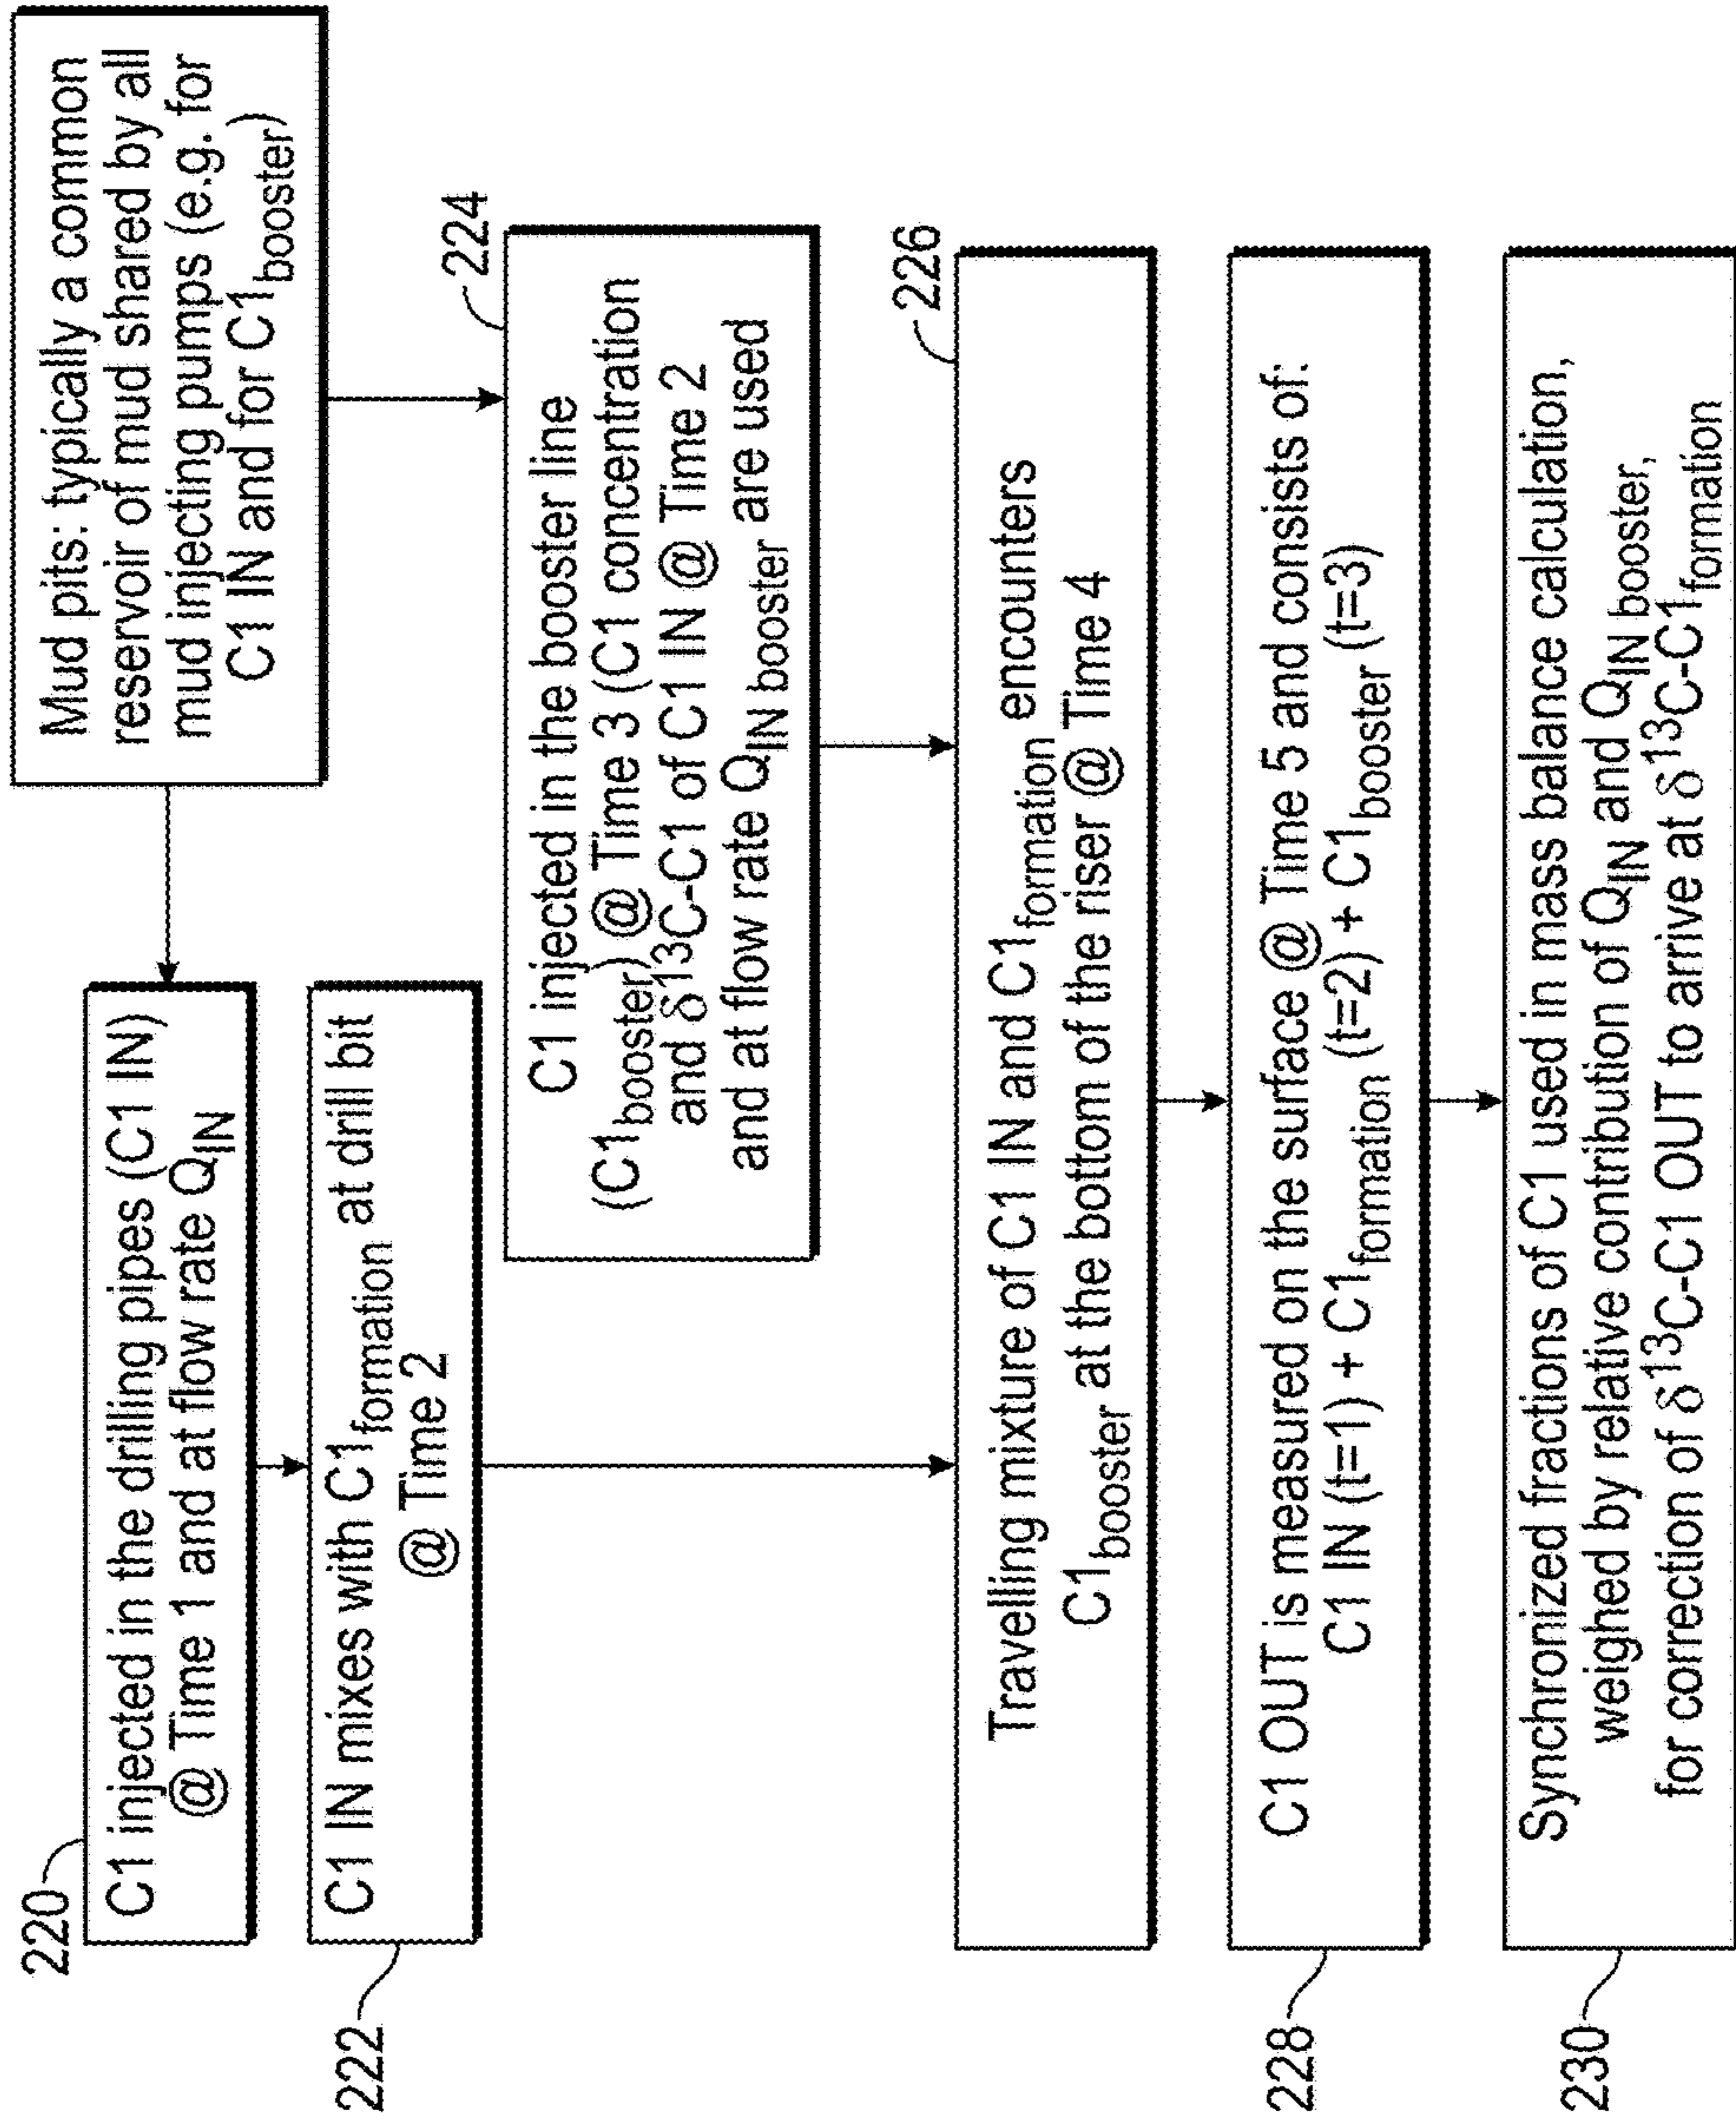 Mud pits: typically a common
reservoir of mud shared by all
mud injecting pumps (e.g. for
C1 IN and for C1booster)
220
C1 injected in the drilling pipes (C1 IN)
@ Time 1 and at flow rate QIN
222
C1 IN mixes with C1formation at drill bit
@ Time 2
224
C1 injected in the booster line
(C1booster) @ Time 3 (C1 concentration
and δ13C-C1 of C1 IN @ Time 2
and at flow rate QIN booster are used
226
Travelling mixture of C1 IN and C1formation encounters
C1booster at the bottom of the riser @ Time 4
228
C1 OUT is measured on the surface @ Time 5 and consists of:
C1 IN (t=1) + C1formation (t=2) + C1booster (t=3)
230
Synchronized fractions of C1 used in mass balance calculation,
weighed by relative contribution of QIN and QIN booster,
for correction of δ13C-C1 OUT to arrive at δ13C-C1formation